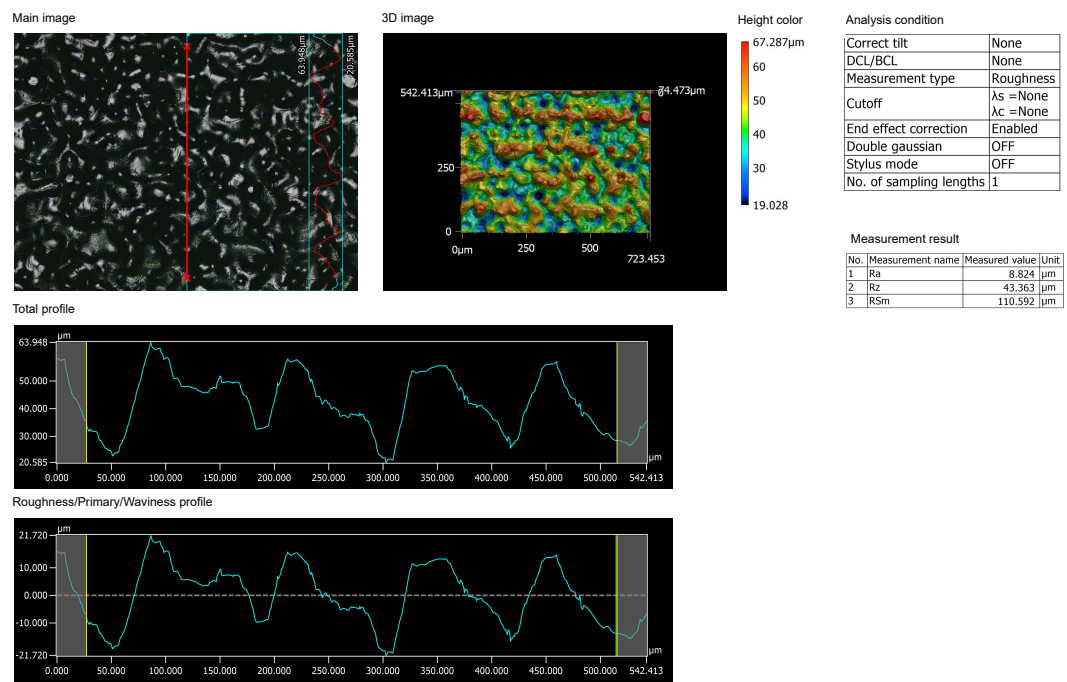 Main image
3D image
Height color
Analysis condition
63.948µm
20.585µm
542.413µm
0
74.473µm
250
0
0µm
250
500
723.453
67.287µm
60
50
40
30
19.028
Correct tilt None
DCL/BCL None
Measurement type Roughness
Cutoff λs =None
λc =None
End effect correction Enabled
Double gaussian OFF
Stylus mode OFF
No. of sampling lengths 1
Measurement result
No. Measurement name Measured value Unit
1 Ra 8.824 µm
2 Rz 43.363 µm
3 RSm 110.592 µm
Total profile
µm
63.948
50.000
40.000
30.000
20.585
µm
0.000 50.000 100.000 150.000 200.000 250.000 300.000 350.000 400.000 450.000 500.000 542.413
Roughness/Primary/Waviness profile
µm
21.720
10.000
0.000
-10.000
-21.720
µm
0.000 50.000 100.000 150.000 200.000 250.000 300.000 350.000 400.000 450.000 500.000 542.413